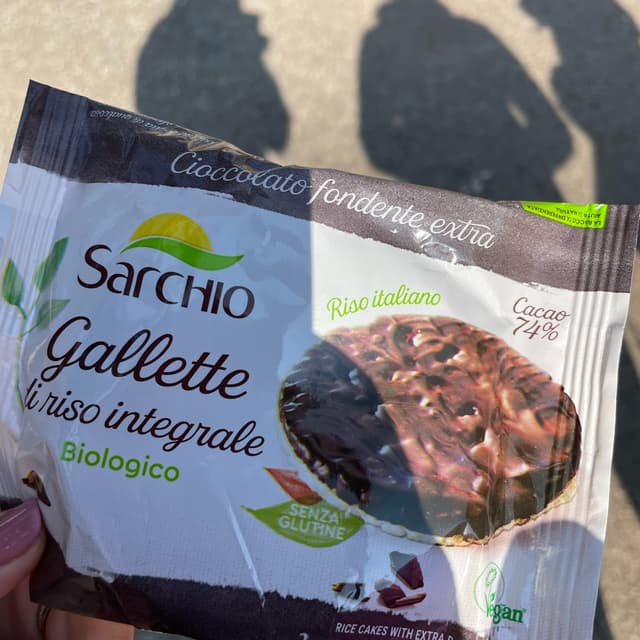 Cioccolato fondente extra
SarCHIO
Riso italiano
Cacao
74%
Gallette
di riso integrale
Biologico
SENZA
GLUTINE
Vegan
RICE CAKES WITH EXTRA